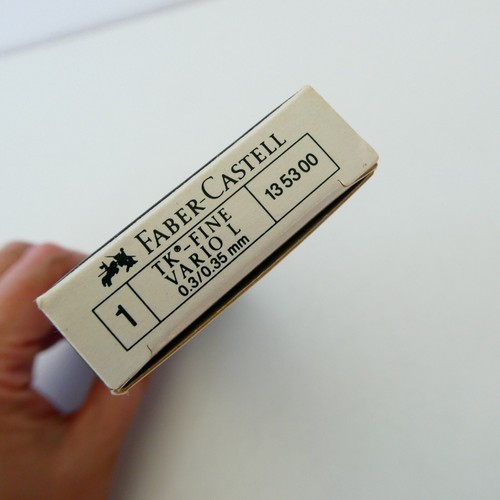 FABER-CASTELL
1
TK®-FINE
VARIO L
0.3/0.35 mm
13 53 00